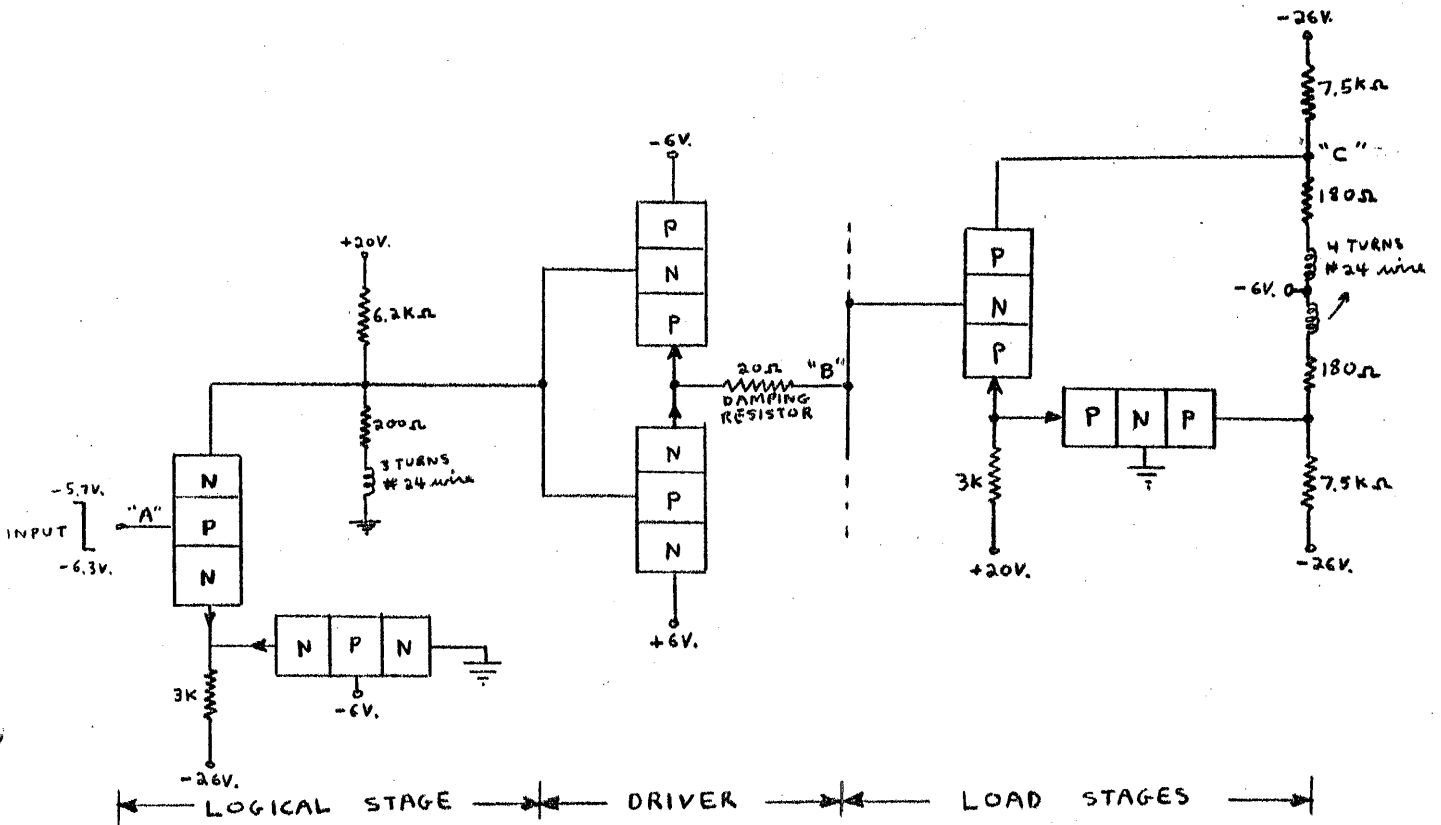 -26V.
7.5KΩ
"C"
180Ω
4 TURNS
#24 wire
-6V.
180Ω
7.5KΩ
-26V.
-6V.
P
N
P
+20V.
6.2KΩ
200Ω
3 TURNS
#24 wire
20Ω
DAMPING
RESISTOR
"B"
N
P
N
+6V.
P
N
P
P N P
3K
+20V.
-5.7V.
INPUT
-6.3V.
"A"
N
P
N
N P N
-6V.
3K
-26V.
LOGICAL STAGE
DRIVER
LOAD STAGES